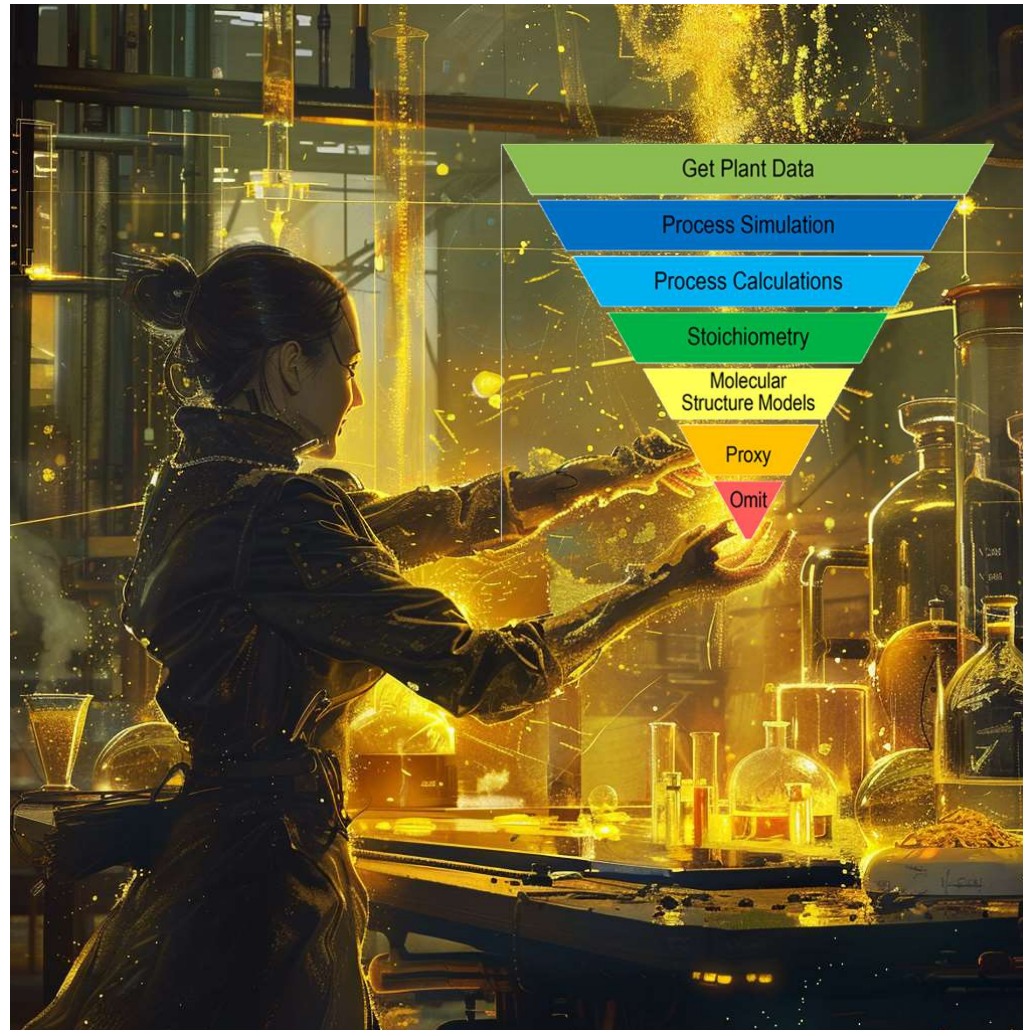 Get Plant Data
Process Simulation
Process Calculations
Stoichiometry
Molecular
Structure Models
Proxy
Omit